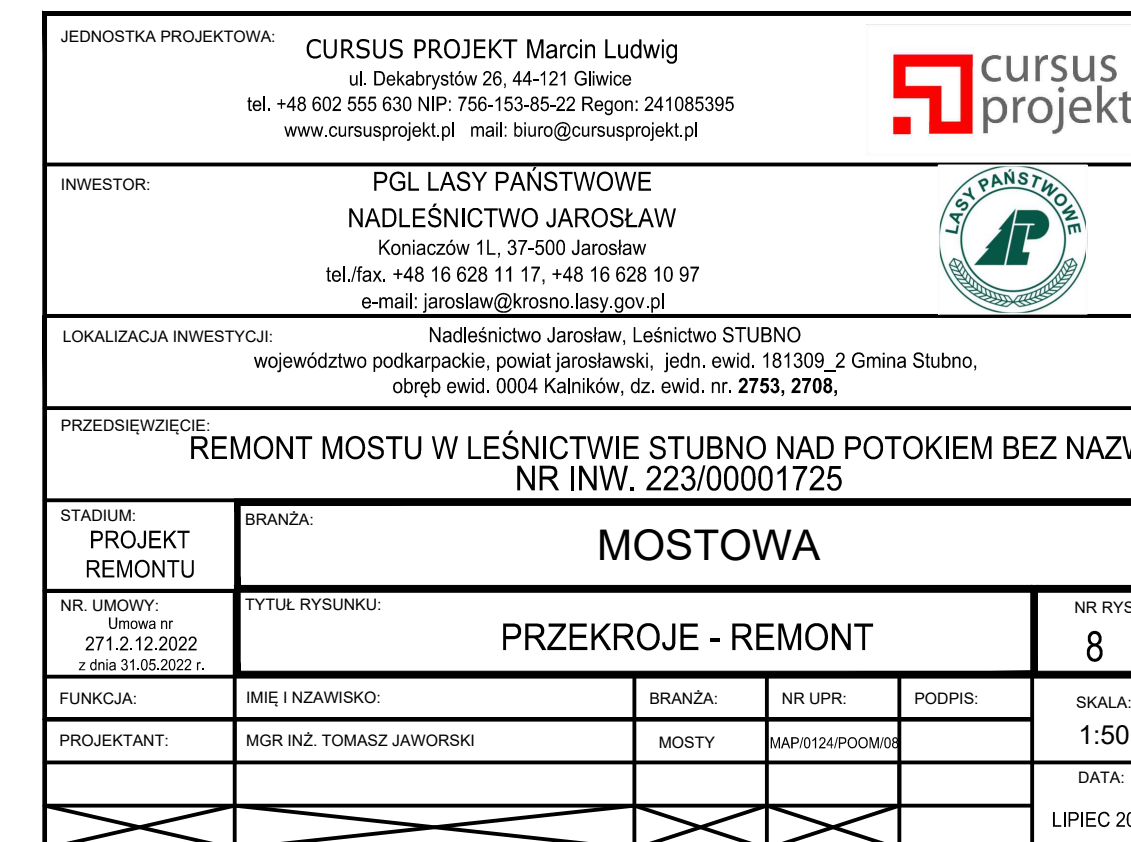 JEDNOSTKA PROJEKTOWA:
CURSUS PROJEKT Marcin Ludwig
ul. Dekabrystów 26, 44-121 Gliwice
tel. +48 602 555 630 NIP: 756-153-85-22 Regon: 241085395
www.cursusprojekt.pl mail: biuro@cursusprojekt.pl
cursus
projekt
INWESTOR:
PGL LASY PAŃSTWOWE
NADLEŚNICTWO JAROSŁAW
Koniaczów 1L, 37-500 Jarosław
tel./fax. +48 16 628 11 17, +48 16 628 10 97
e-mail: jaroslaw@krosno.lasy.gov.pl
LASY PAŃSTWOWE
LOKALIZACJA INWESTYCJI:
Nadleśnictwo Jarosław, Leśnictwo STUBNO
województwo podkarpackie, powiat jarosławski, jedn. ewid. 181309_2 Gmina Stubno,
obręb ewid. 0004 Kalników, dz. ewid. nr. 2753, 2708,
PRZEDSIĘWZIĘCIE:
REMONT MOSTU W LEŚNICTWIE STUBNO NAD POTOKIEM BEZ
NR INW. 223/00001725
STADIUM:
PROJEKT
REMONTU
BRANŻA:
MOSTOWA
NR. UMOWY:
Umowa nr
271.2.12.2022
z dnia 31.05.2022 r.
TYTUŁ RYSUNKU:
PRZEKROJE - REMONT
NR RYS
8
FUNKCJA:
IMIĘ I NZAWISKO:
BRANŻA:
NR UPR:
PODPIS:
SKALA:
1:50
PROJEKTANT:
MGR INŻ. TOMASZ JAWORSKI
MOSTY
MAP/0124/POOM/08
DATA:
LIPIEC